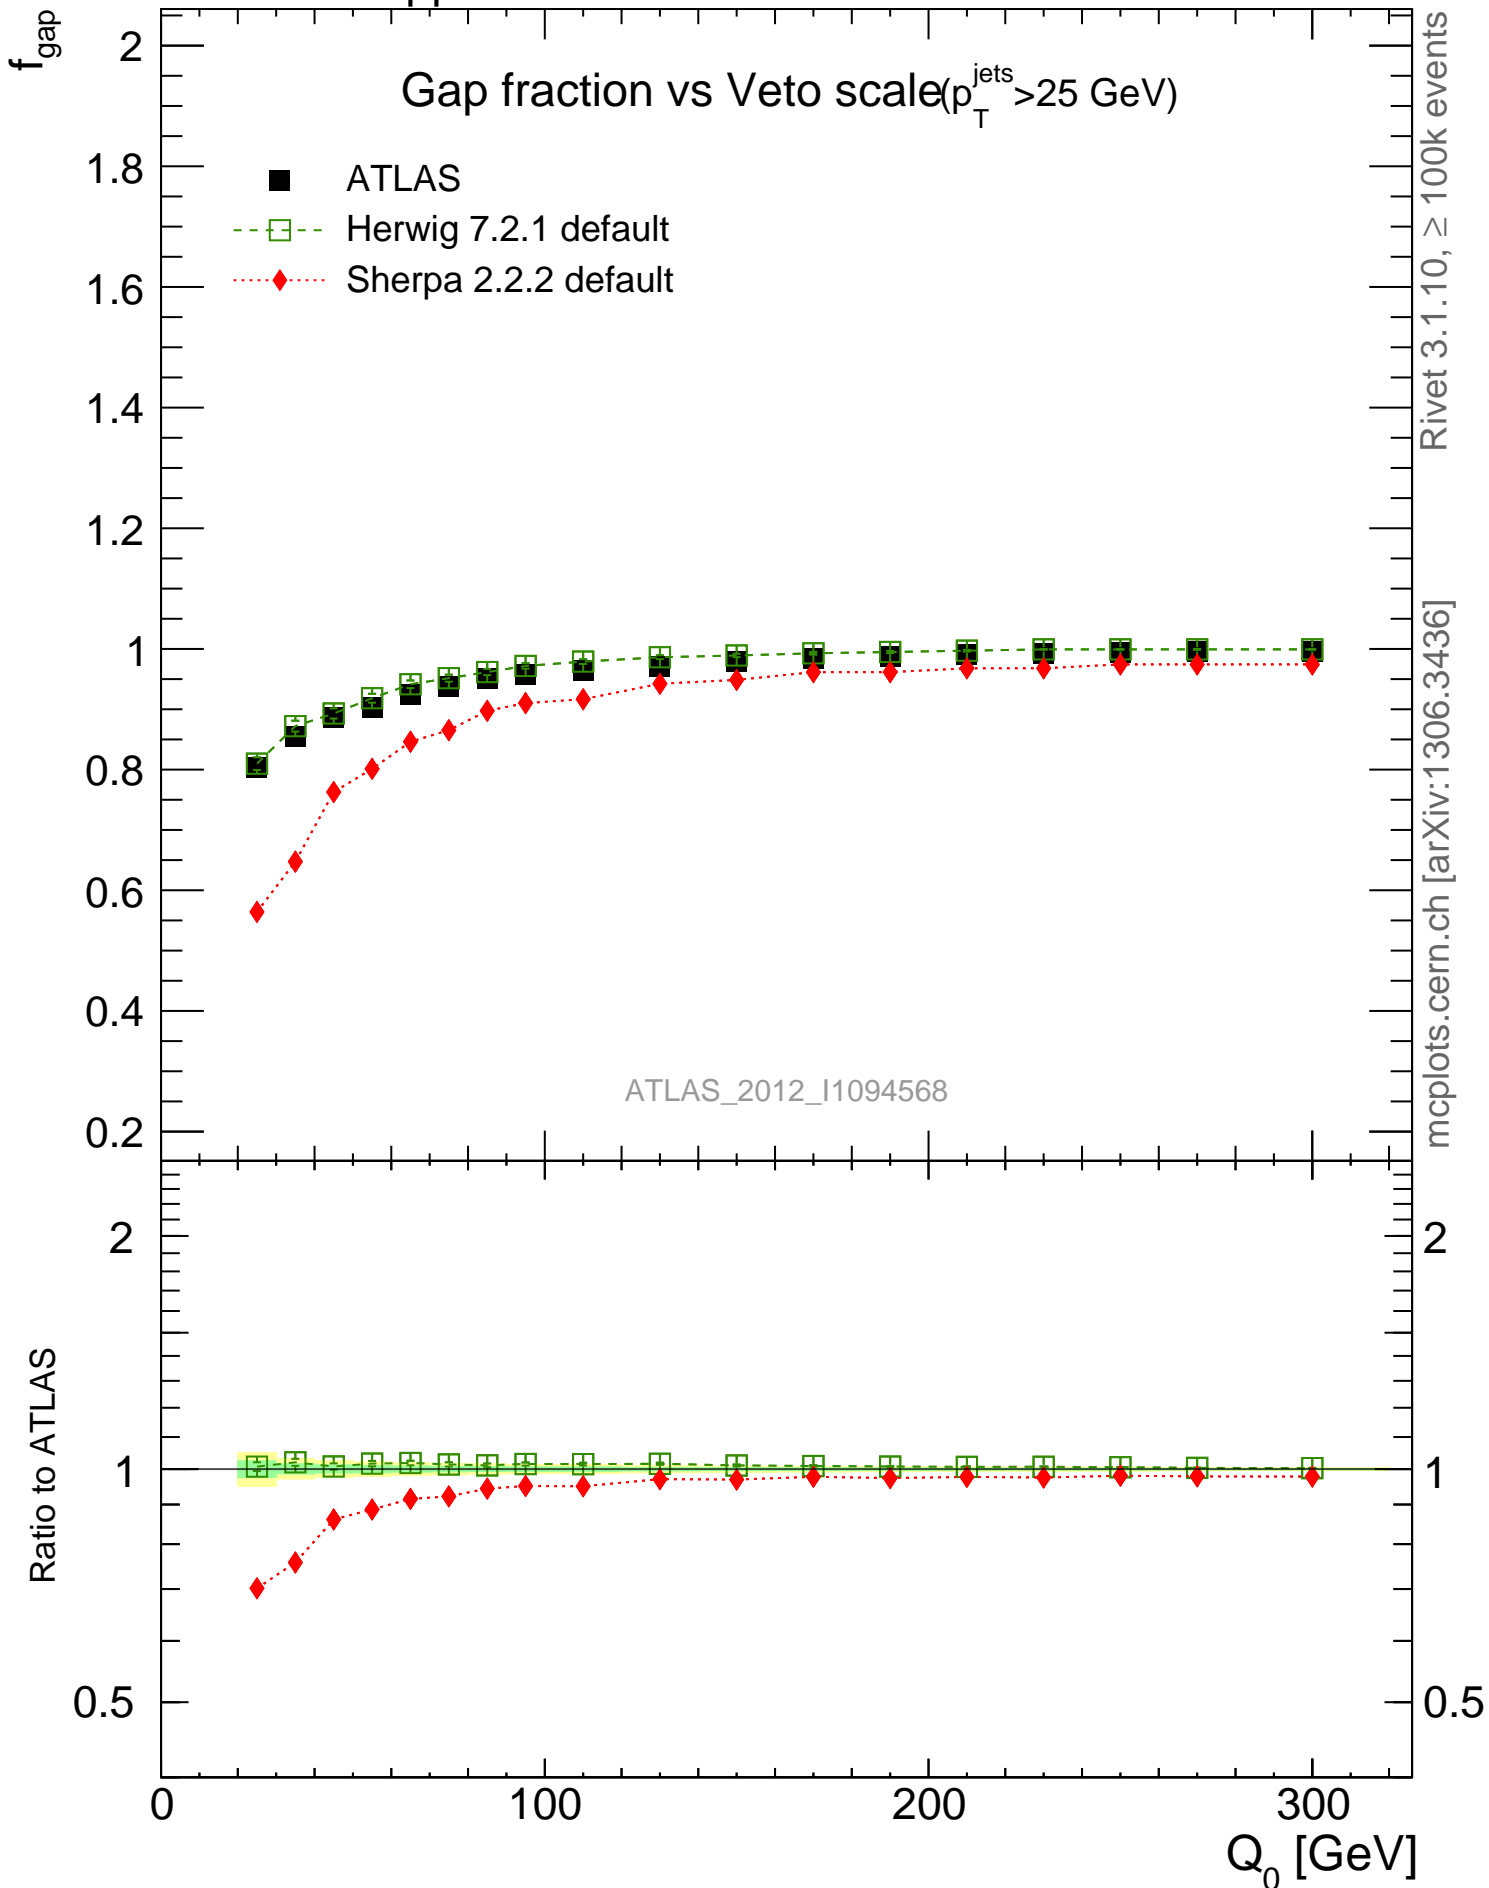 f_gap
Gap fraction vs Veto scale(p_T^jets>25 GeV)
ATLAS
Herwig 7.2.1 default
Sherpa 2.2.2 default
2
1.8
1.6
1.4
1.2
1
0.8
0.6
0.4
0.2
ATLAS_2012_I1094568
Rivet 3.1.10, ≥ 100k events
mcplots.cern.ch [arXiv:1306.3436]
Ratio to ATLAS
2
1
0.5
2
1
0.5
0
100
200
300
Q_0 [GeV]